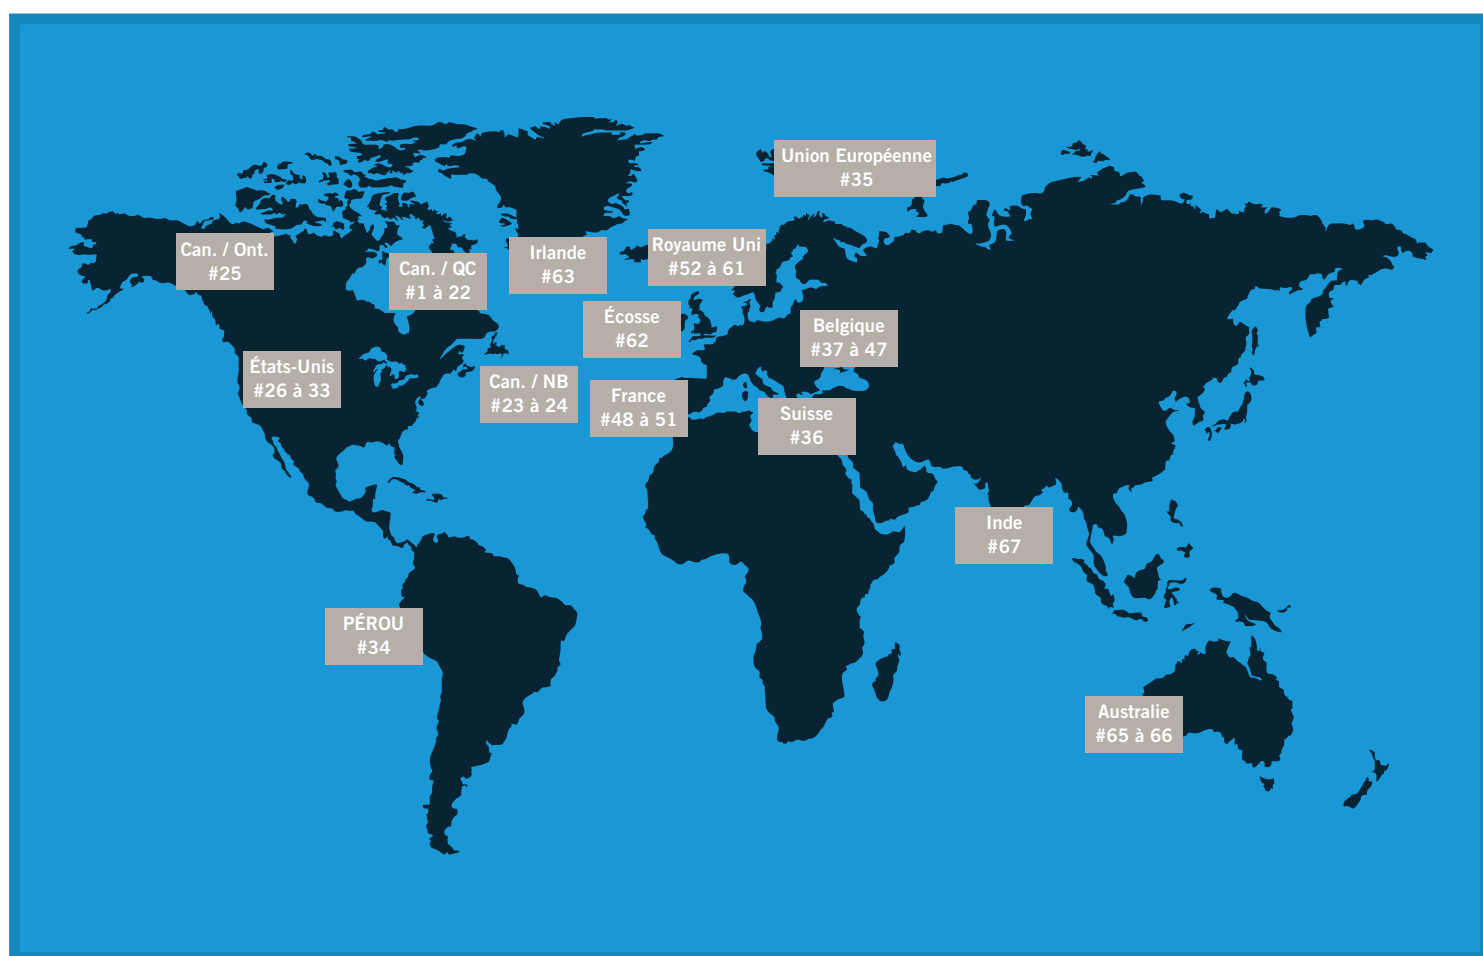 Union Européenne
#35
Can. / Ont.
#25
Can. / QC
#1 à 22
Irlande
#63
Royaume Uni
#52 à 61
Écosse
#62
Belgique
#37 à 47
États-Unis
#26 à 33
Can. / NB
#23 à 24
France
#48 à 51
Suisse
#36
Inde
#67
PÉROU
#34
Australie
#65 à 66